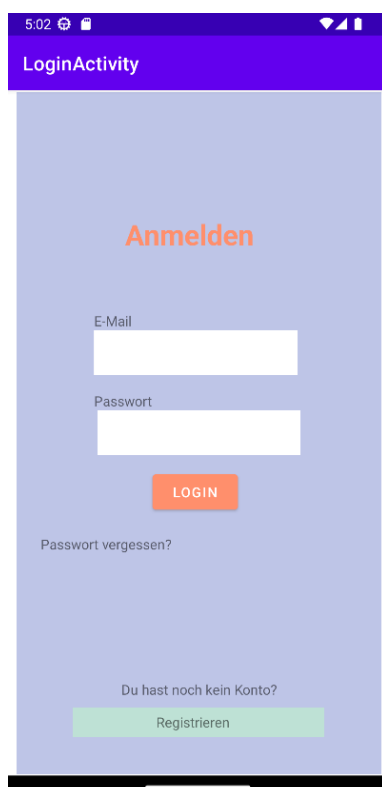 5:02
LoginActivity
Anmelden
E-Mail
Passwort
LOGIN
Passwort vergessen?
Du hast noch kein Konto?
Registrieren